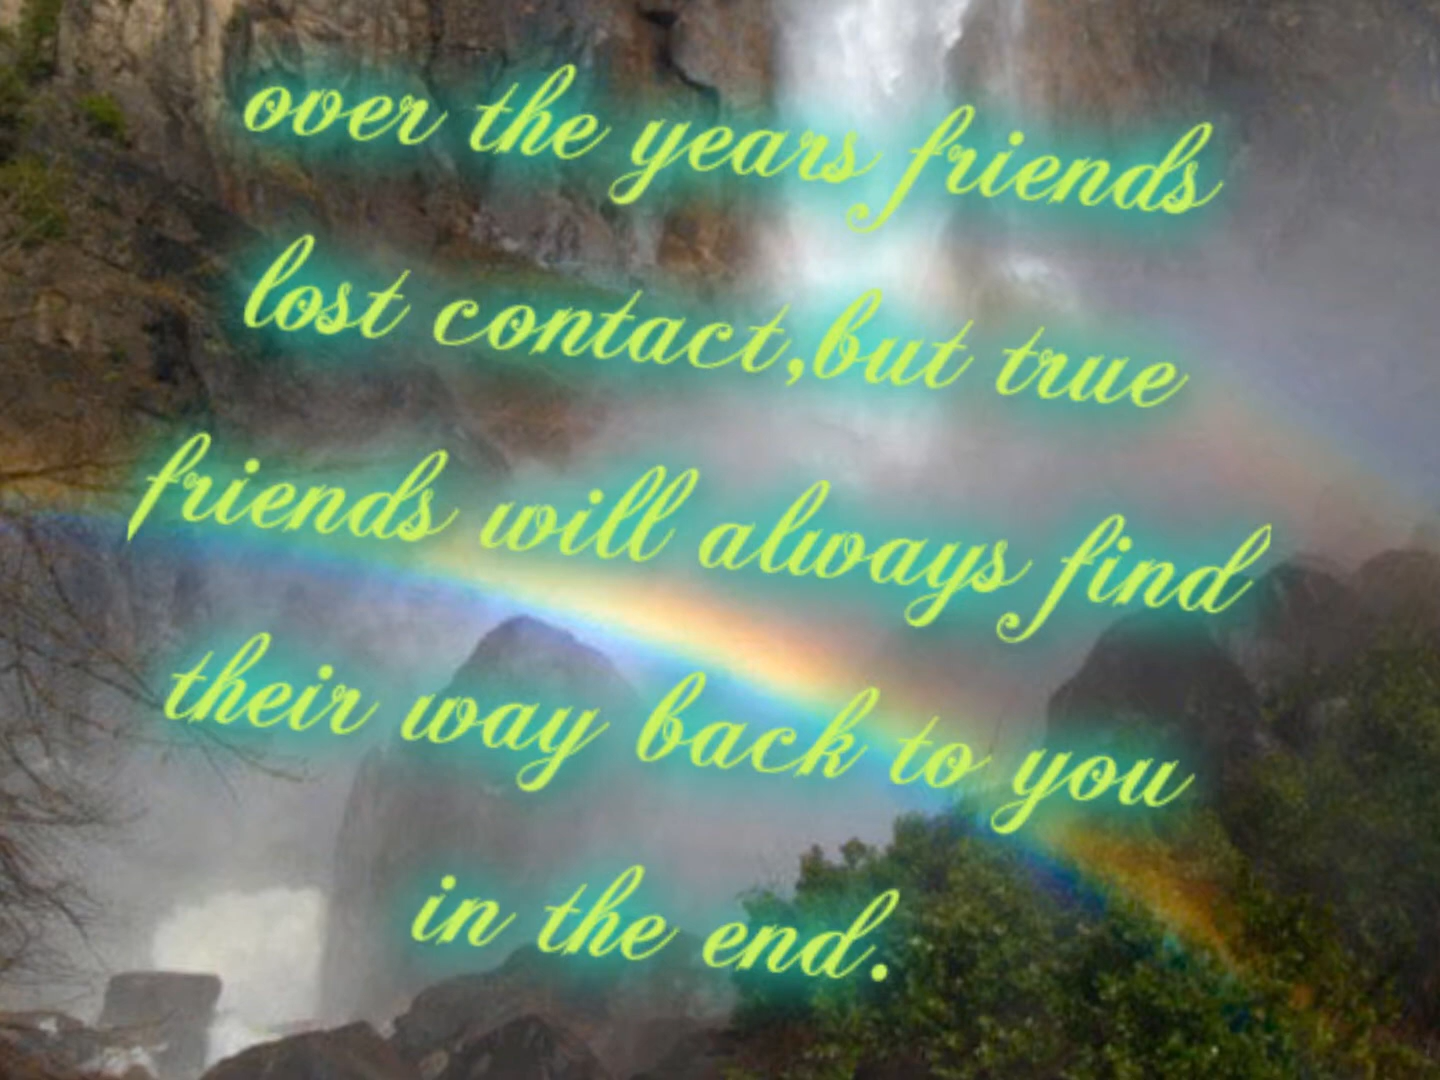 over the years friends
lost contact,but true
friends will always find
their way back to you
in the end.